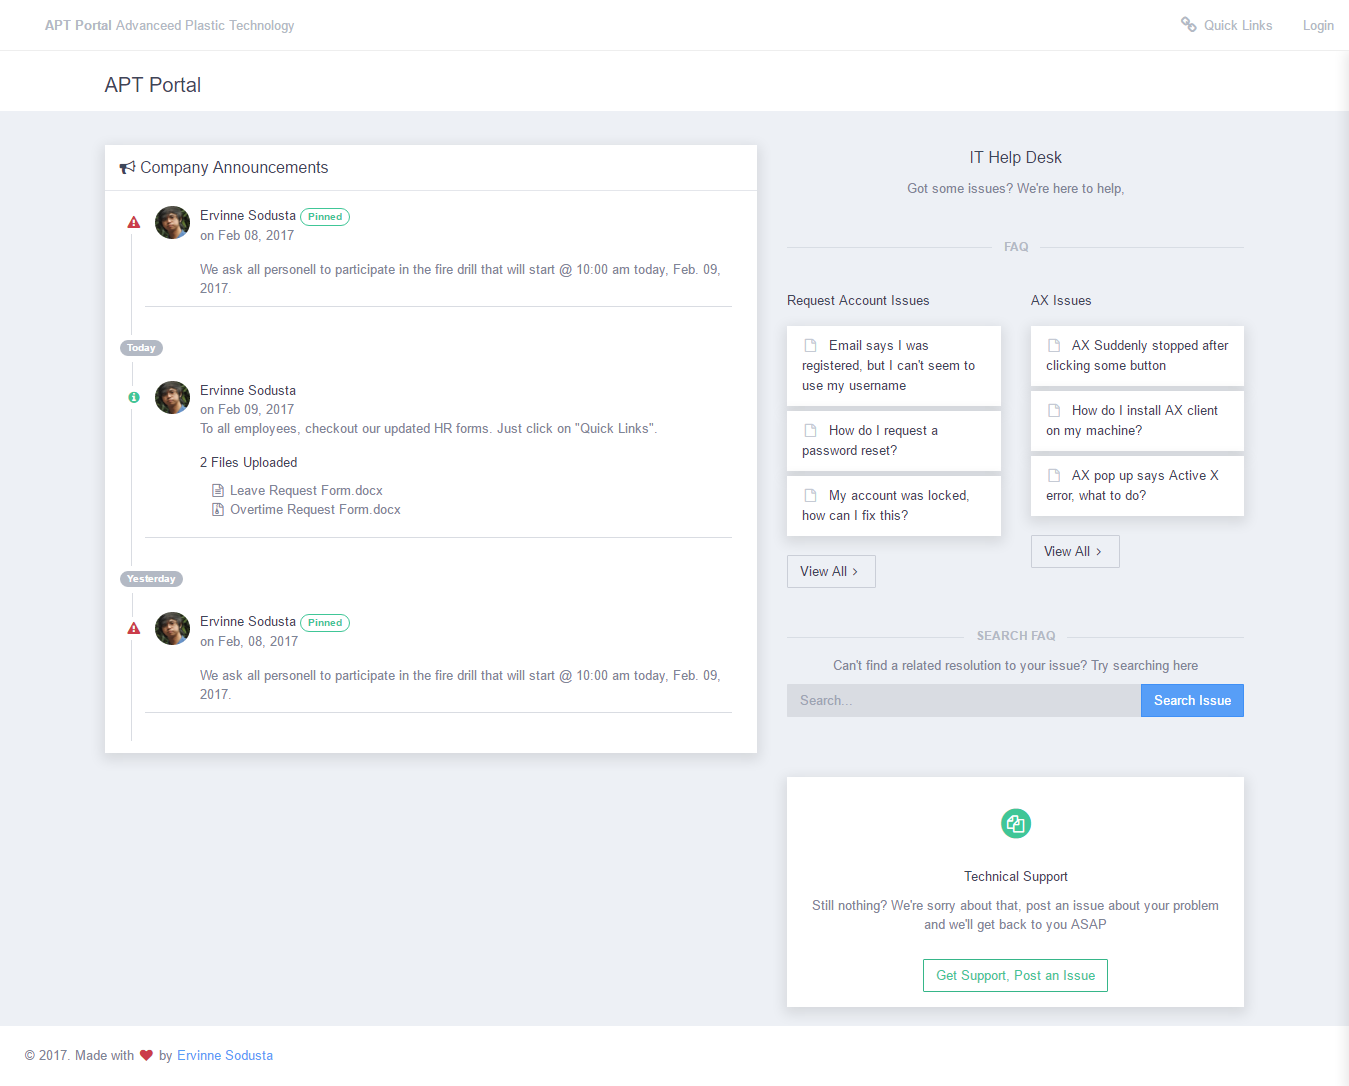 APT Portal Advanceed Plastic Technology
Quick Links
Login
APT Portal
Company Announcements
Ervinne Sodusta Pinned
on Feb 08, 2017
We ask all personell to participate in the fire drill that will start @ 10:00 am today, Feb. 09,
2017.
Today
Ervinne Sodusta
on Feb 09, 2017
To all employees, checkout our updated HR forms. Just click on "Quick Links".
2 Files Uploaded
Leave Request Form.docx
Overtime Request Form.docx
Yesterday
Ervinne Sodusta Pinned
on Feb, 08, 2017
We ask all personell to participate in the fire drill that will start @ 10:00 am today, Feb. 09,
2017.
IT Help Desk
Got some issues? We're here to help,
FAQ
Request Account Issues
Email says I was
registered, but I can't seem to
use my username
How do I request a
password reset?
My account was locked,
how can I fix this?
View All
AX Issues
AX Suddenly stopped after
clicking some button
How do I install AX client
on my machine?
AX pop up says Active X
error, what to do?
View All
SEARCH FAQ
Can't find a related resolution to your issue? Try searching here
Search...
Search Issue
Technical Support
Still nothing? We're sorry about that, post an issue about your problem
and we'll get back to you ASAP
Get Support, Post an Issue
© 2017. Made with ♥ by Ervinne Sodusta